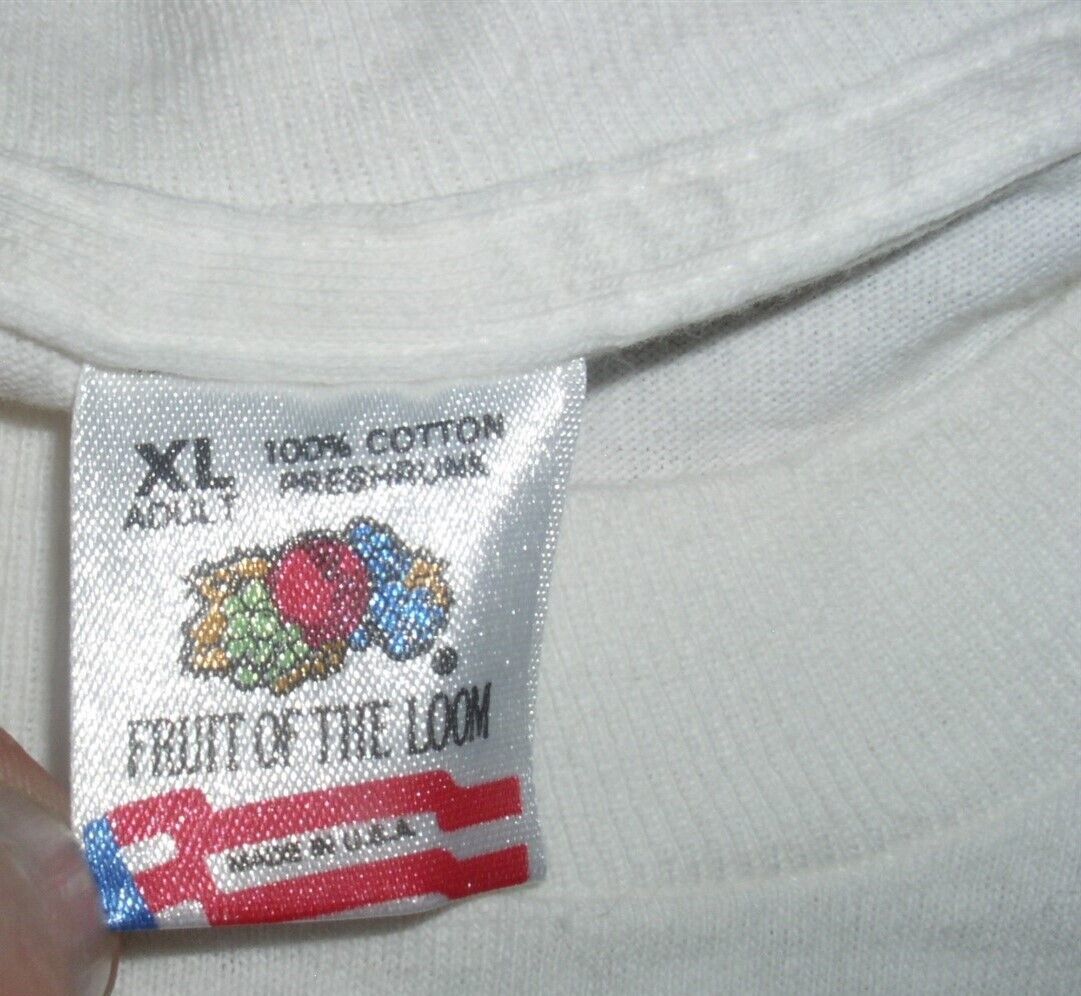 XL 100% COTTON
ADULT PRESHRUNK
®
FRUIT OF THE LOOM
MADE IN U.S.A.